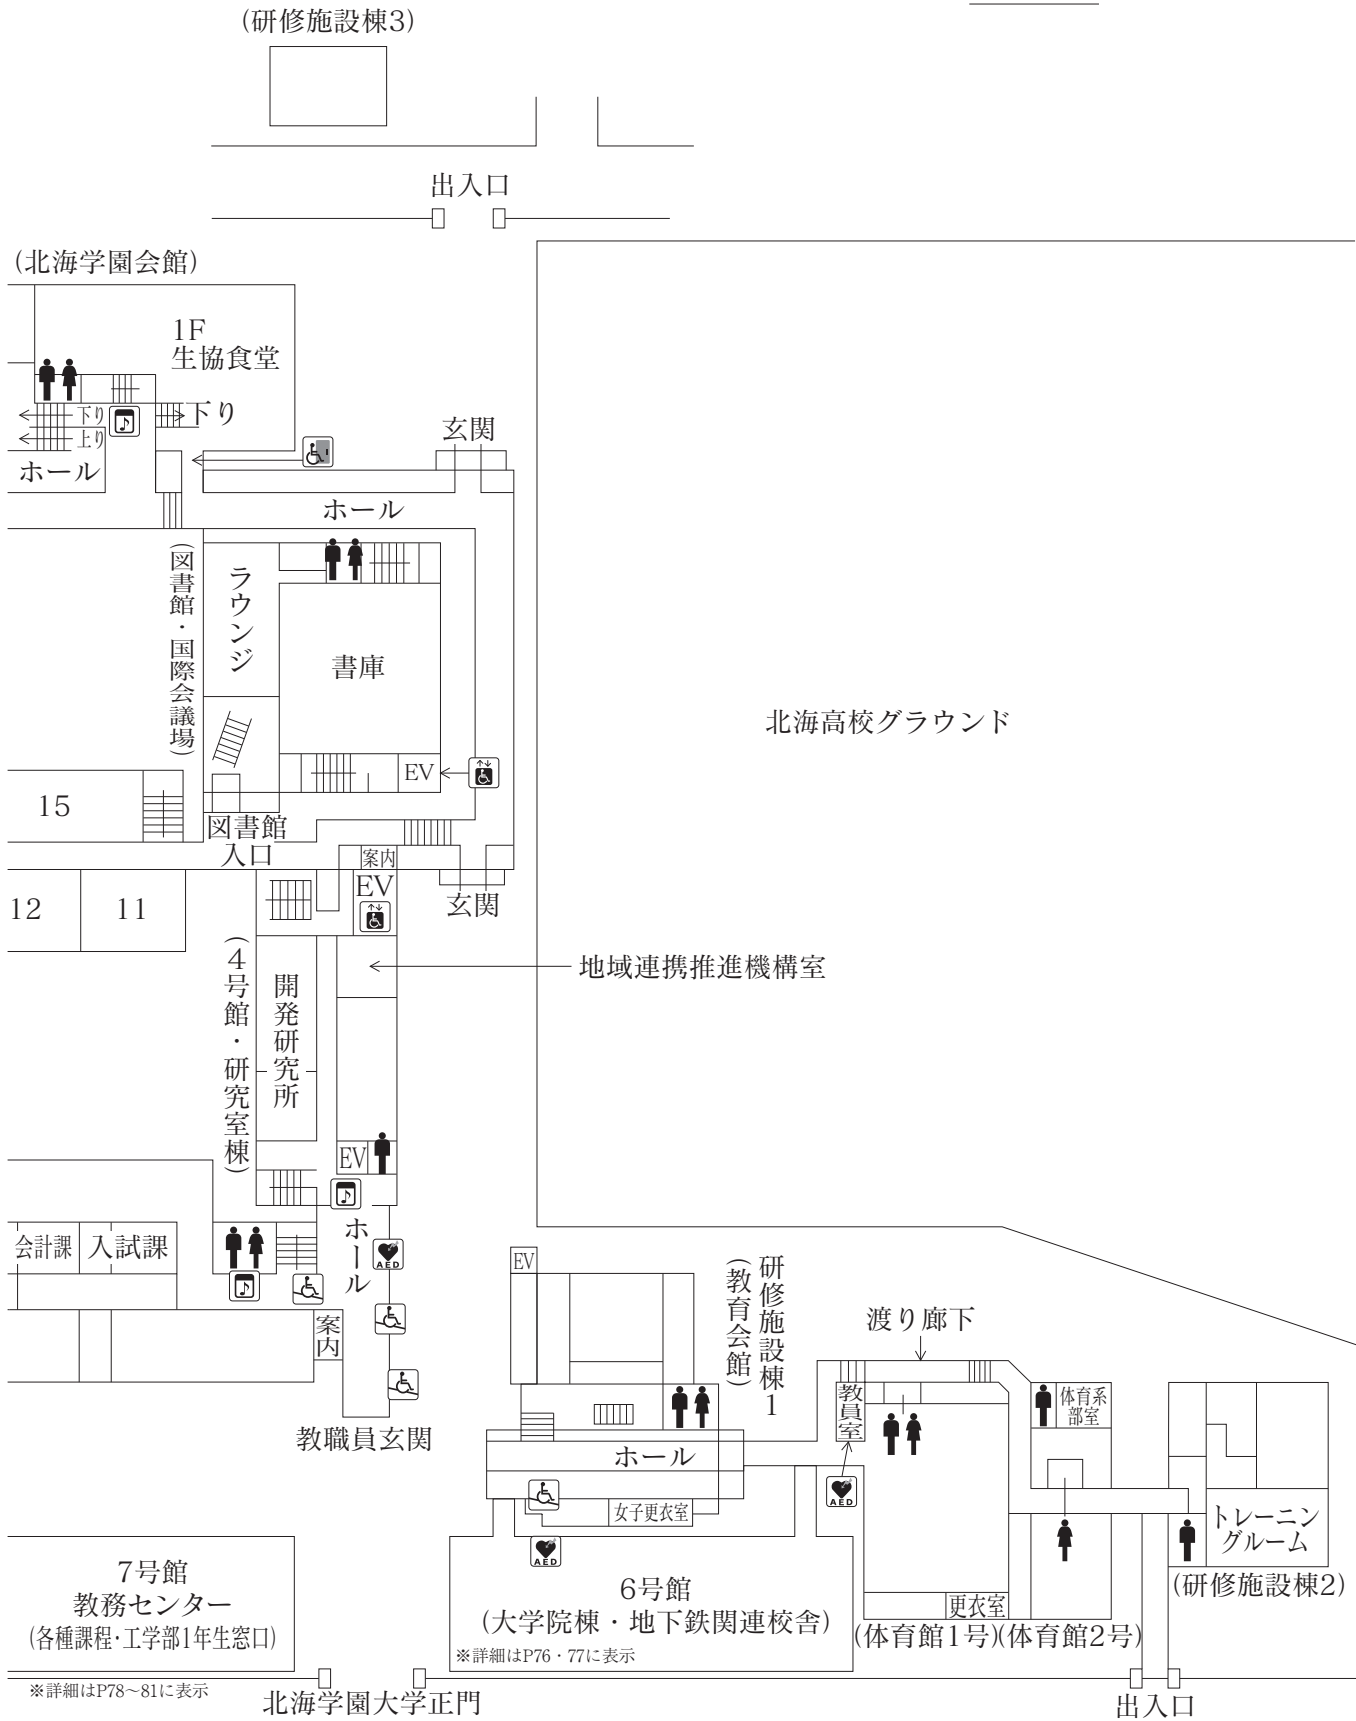 (研修施設棟3)
出入口
(北海学園会館)
1F
生協食堂
下り
下り
上り
ホール
玄関
ホール
(図書館・国際会議場)
ラウンジ
書庫
北海高校グラウンド
EV
15
図書館
入口
案内
EV
玄関
12
11
地域連携推進機構室
(4号館・研究室棟)
開発研究所
EV
ホール
会計課
入試課
AED
案内
教職員玄関
EV
研修施設棟1
(教育会館)
渡り廊下
教員室
体育系
部室
ホール
AED
女子更衣室
トレーニン
グルーム
AED
7号館
教務センター
(各種課程・工学部1年生窓口)
6号館
(大学院棟・地下鉄関連校舎)
※詳細はP76・77に表示
更衣室
(研修施設棟2)
(体育館1号)
(体育館2号)
※詳細はP78～81に表示
北海学園大学正門
出入口